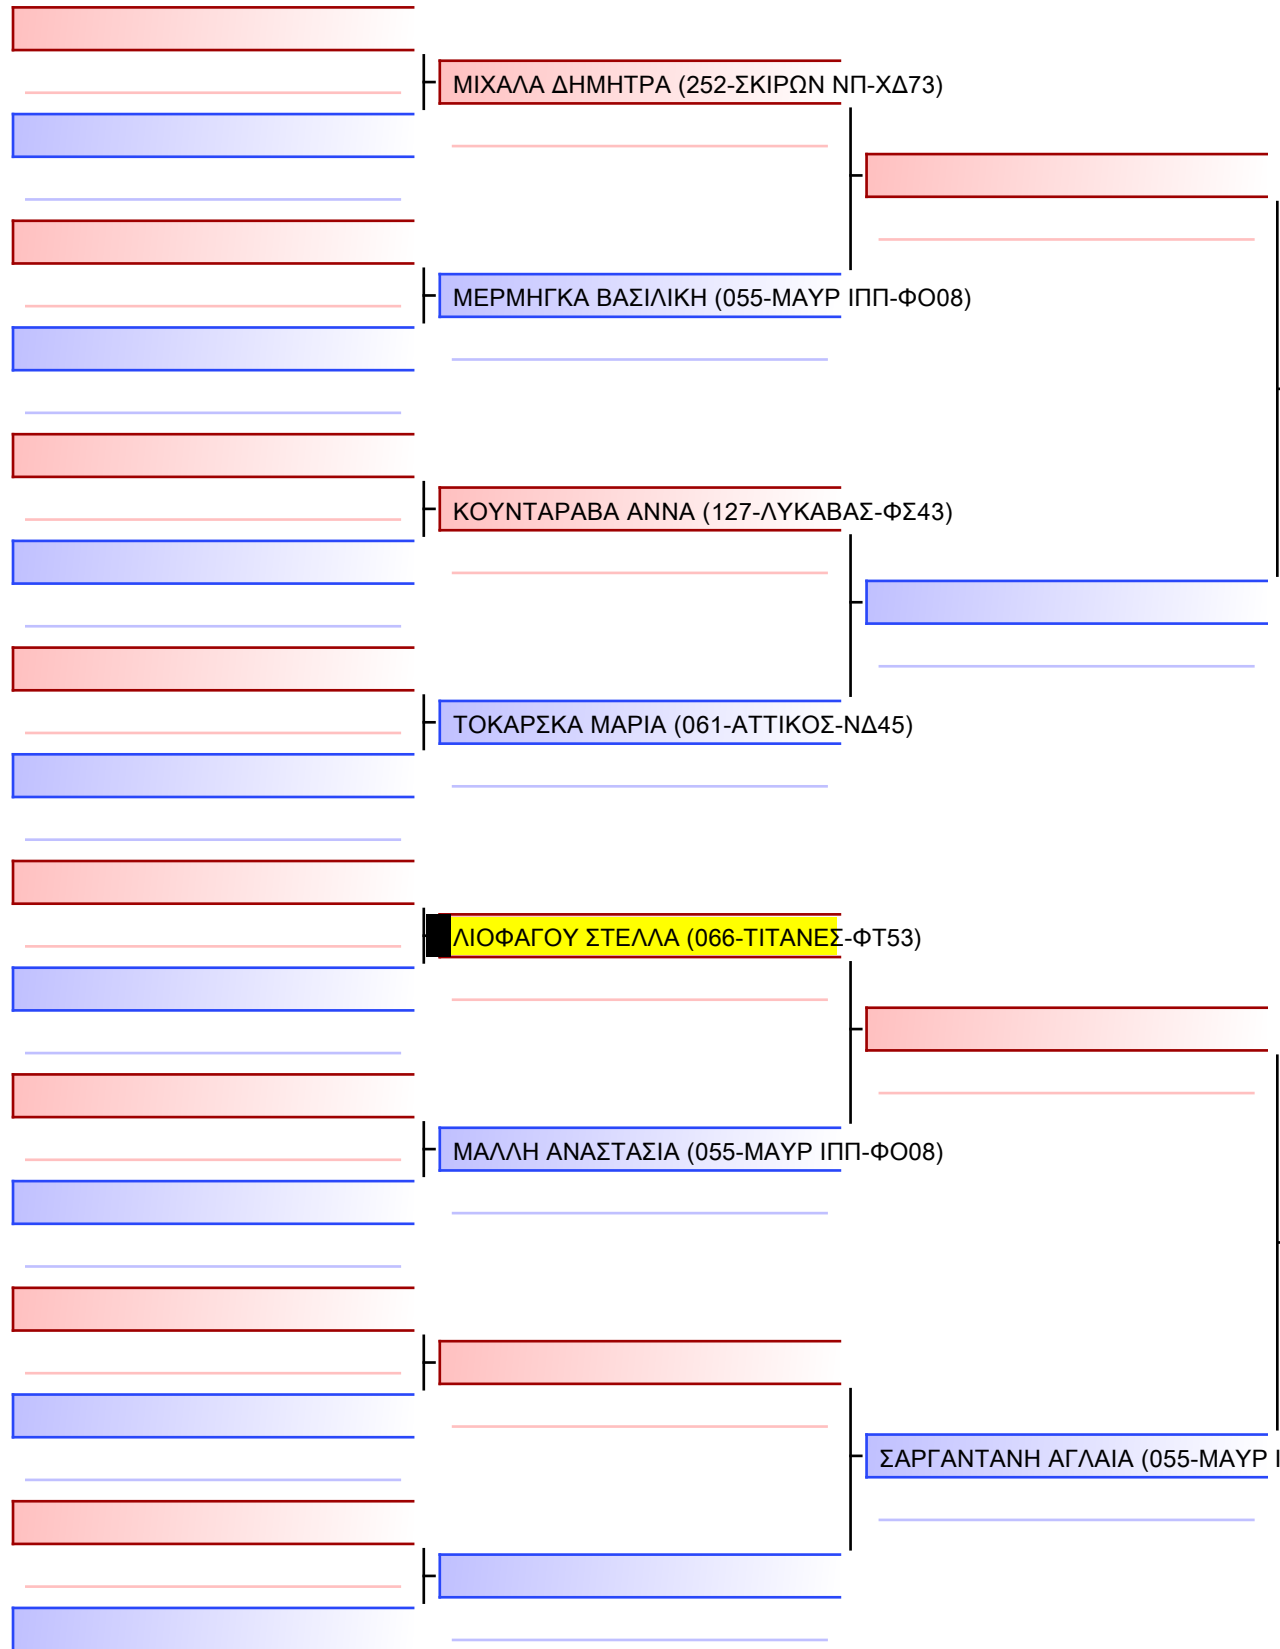 ΜΙΧΑΛΑ ΔΗΜΗΤΡΑ (252-ΣΚΙΡΩΝ ΝΠ-ΧΔ73)
ΜΕΡΜΗΓΚΑ ΒΑΣΙΛΙΚΗ (055-ΜΑΥΡ ΙΠΠ-ΦΟ08)
ΚΟΥΝΤΑΡΑΒΑ ΑΝΝΑ (127-ΛΥΚΑΒΑΣ-ΦΣ43)
ΤΟΚΑΡΣΚΑ ΜΑΡΙΑ (061-ΑΤΤΙΚΟΣ-ΝΔ45)
ΛΙΟΦΑΓΟΥ ΣΤΕΛΛΑ (066-ΤΙΤΑΝΕΣ-ΦΤ53)
ΜΑΛΛΗ ΑΝΑΣΤΑΣΙΑ (055-ΜΑΥΡ ΙΠΠ-ΦΟ08)
ΣΑΡΓΑΝΤΑΝΗ ΑΓΛΑΙΑ (055-ΜΑΥΡ Ι